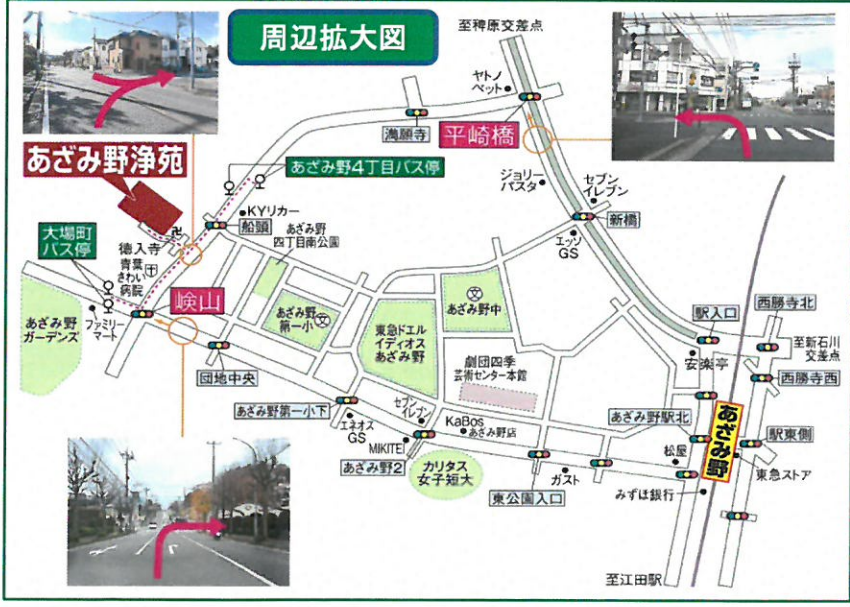 周辺拡大図
至稗原交差点
ヤトノ
ペット
満願寺
平崎橋
あざみ野浄苑
あざみ野4丁目バス停
ジョリー
パスタ
セブン
イレブン
KYリカー
大場町
バス停
船頭
あざみ野
四丁目南公園
新橋
エッソ
GS
徳入寺
青葉
さわい
病院
嶮山
あざみ野
第一小
文
あざみ野中
文
あざみ野
ガーデンズ
ファミリー
マート
東急ドエル
イディオス
あざみ野
駅入口
西勝寺北
至新石川
交差点
団地中央
劇団四季
芸術センター本館
安楽亭
西勝寺西
あざみ野第一小下
セブン
イレブン
エネオス
GS
KaBos
あざみ野店
あざみ野駅北
あざみ野
駅東側
MIKITEI
あざみ野2
カリタス
女子短大
松屋
東急ストア
ガスト
東公園入口
みずほ銀行
至江田駅